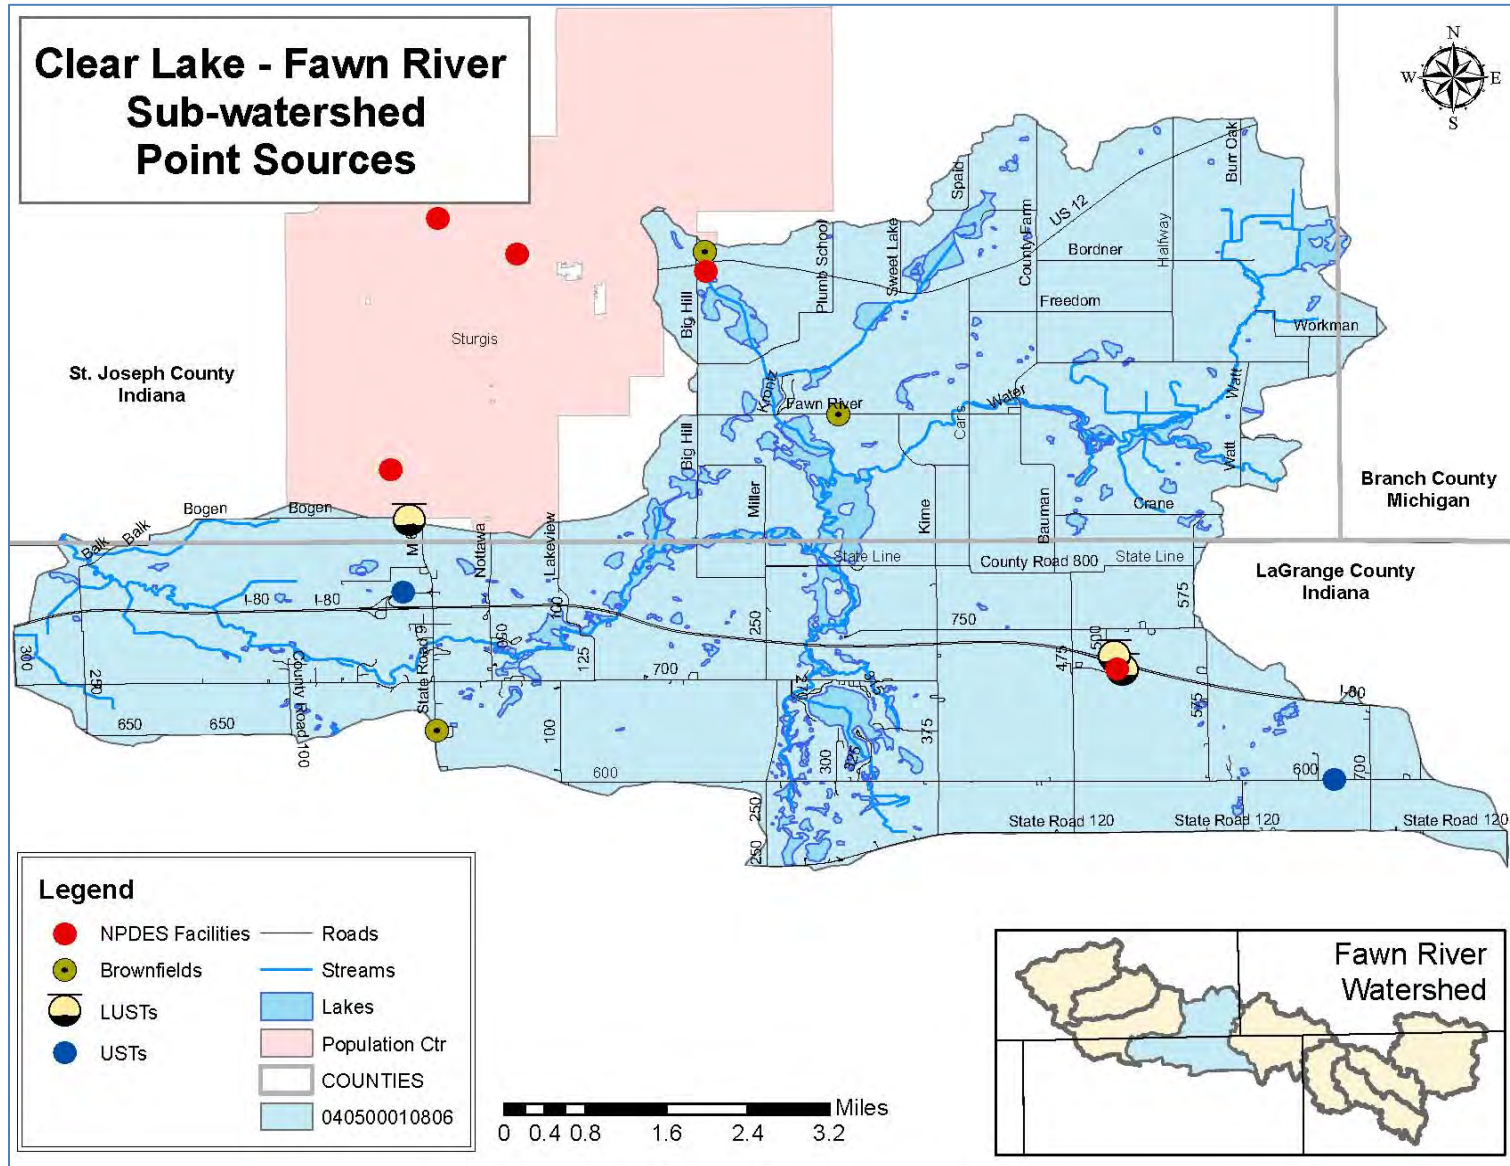 Clear Lake - Fawn River
Sub-watershed
Point Sources
N
W
E
S
Burr Oak
Spald
US 12
County Farm
Halfway
Bordner
Plumb School
Sweet Lake
Big Hill
Freedom
Workman
Sturgis
St. Joseph County
Indiana
Krontz
Fawn River
Water
Watt
Cars
Big Hill
Watt
Miller
Branch County
Michigan
Crane
Kime
Bauman
Bogen
Bogen
Balk
Balk
Nottawa
Lakeview
State Line
County Road 800
State Line
LaGrange County
Indiana
I-80
I-80
575
250
750
500
475
300
250
County Road 100
State Road 9
050
001
125
700
375
575
I-80
650
650
100
300
325
600
600
700
250
250
State Road 120
State Road 120
State Road 120
Legend
NPDES Facilities
Brownfields
LUSTs
USTs
Roads
Streams
Lakes
Population Ctr
COUNTIES
040500010806
Miles
0 0.4 0.8 1.6 2.4 3.2
Fawn River
Watershed